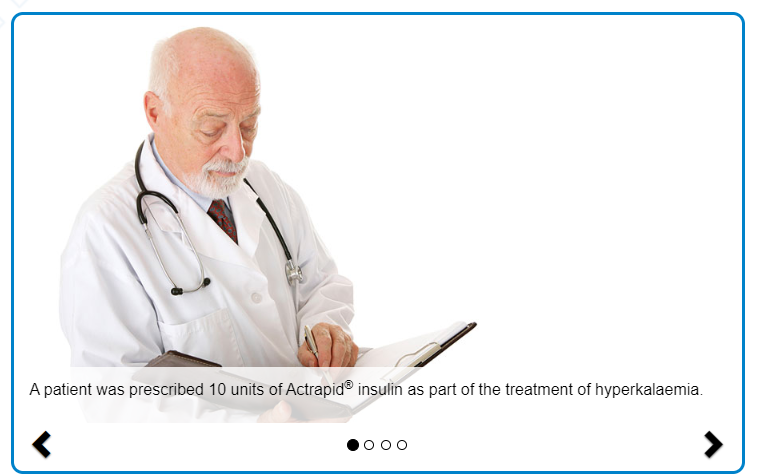 A patient was prescribed 10 units of Actrapid® insulin as part of the treatment of hyperkalaemia.